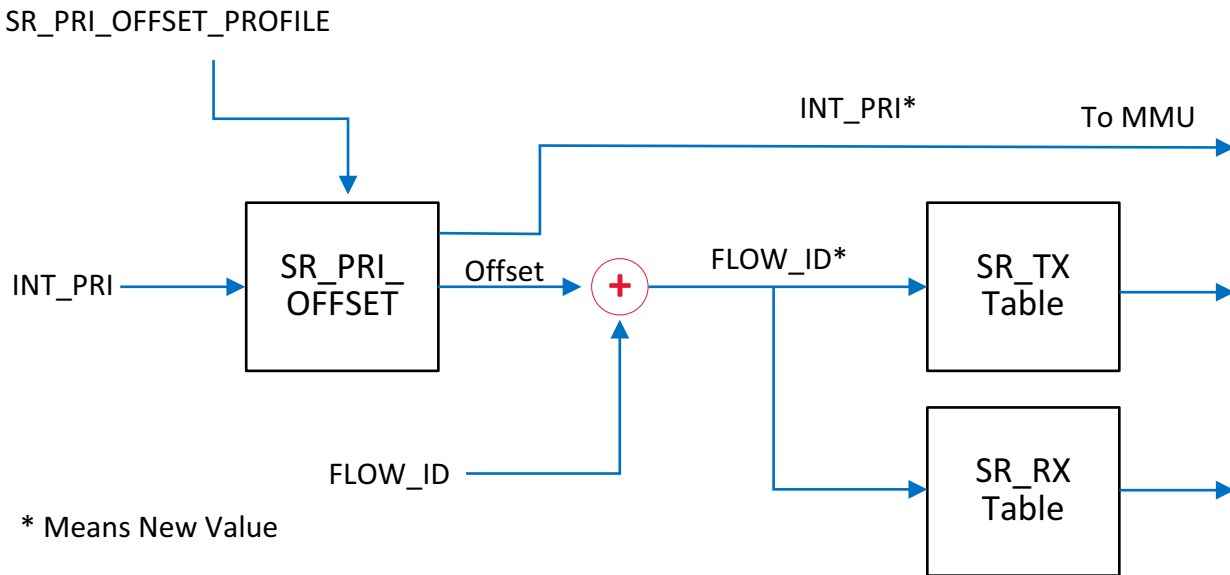 SR_PRI_OFFSET_PROFILE
INT_PRI*
To MMU
INT_PRI
SR_PRI_
OFFSET
Offset
+
FLOW_ID*
SR_TX
Table
FLOW_ID
SR_RX
Table
* Means New Value